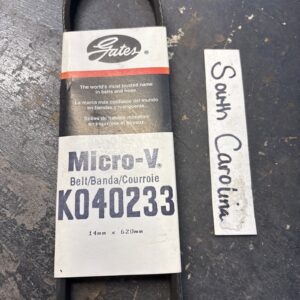 Gates®
The world's most trusted name
in belts and hose.
La marca más confiable del mundo
en bandas y mangueras.
Micro-V®
Belt/Banda/Courroie
K040233
14mm x 620mm
South Carolina